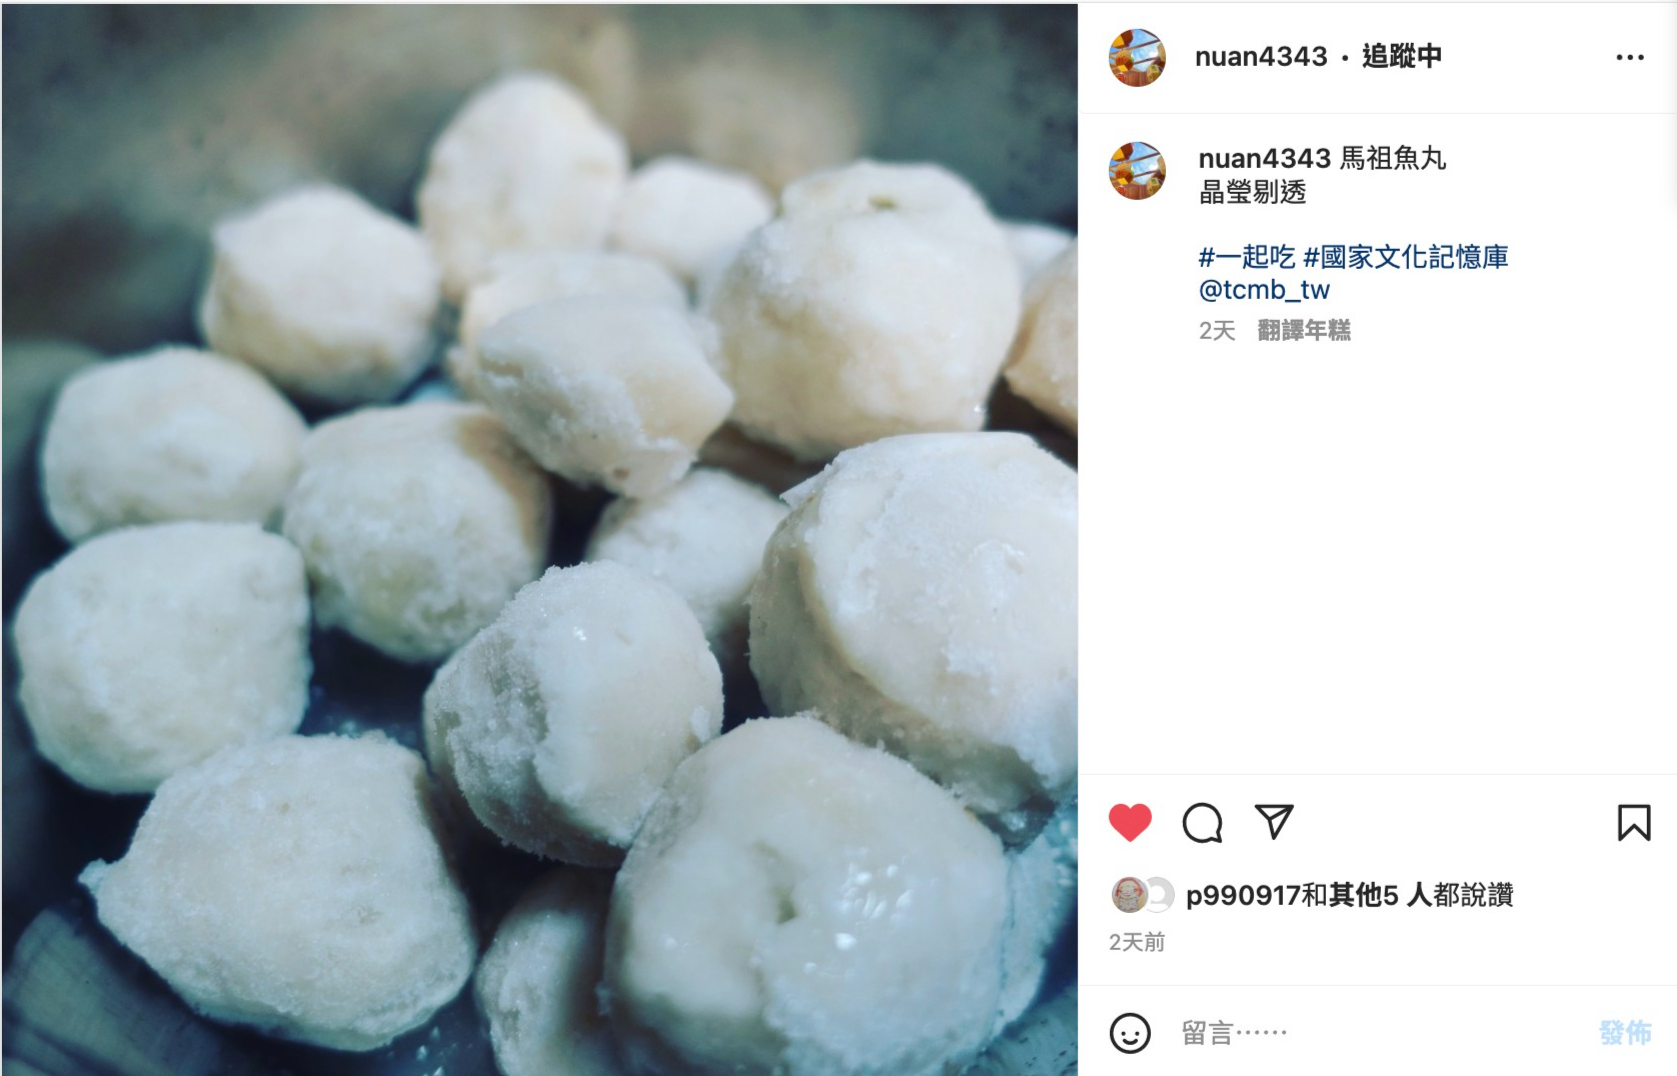 nuan4343 • 追蹤中
nuan4343 馬祖魚丸
晶瑩剔透
#一起吃 #國家文化記憶庫
@tcmb_tw
2天 翻譯年糕
p990917和其他5 人都說讚
2天前
留言⋯⋯
發佈